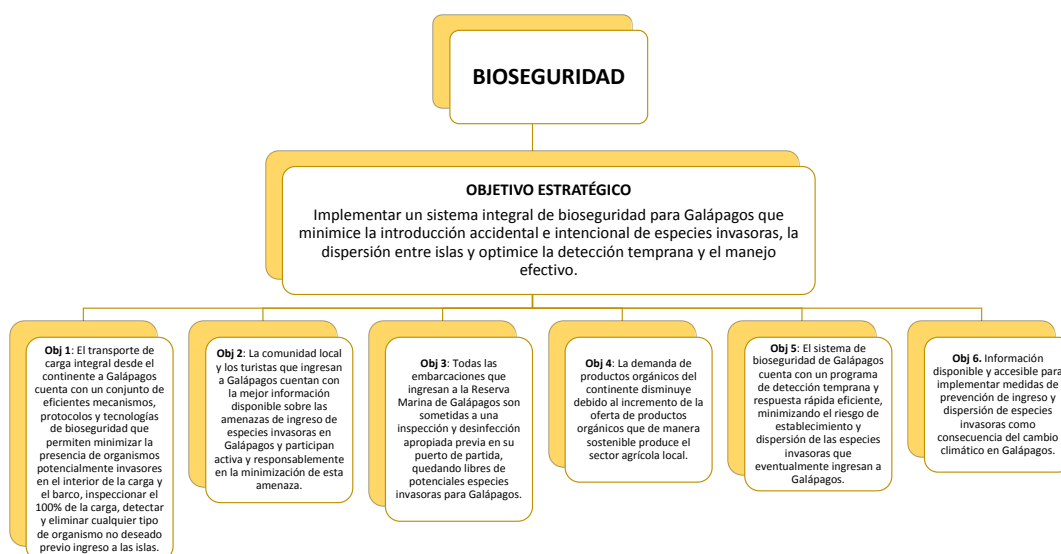 BIOSEGURIDAD
OBJETIVO ESTRATÉGICO
Implementar un sistema integral de bioseguridad para Galápagos que
minimice la introducción accidental e intencional de especies invasoras, la
dispersión entre islas y optimice la detección temprana y el manejo
efectivo.
Obj 1: El transporte de
carga integral desde el
continente a Galápagos
cuenta con un conjunto de
eficientes mecanismos,
protocolos y tecnologías
de bioseguridad que
permiten minimizar la
presencia de organismos
potencialmente invasores
en el interior de la carga y
el barco, inspeccionar el
100% de la carga, detectar
y eliminar cualquier tipo
de organismo no deseado
previo ingreso a las islas.
Obj 2: La comunidad local
y los turistas que ingresan
a Galápagos cuentan con
la mejor información
disponible sobre las
amenazas de ingreso de
especies invasoras en
Galápagos y participan
activa y responsablemente
en la minimización de esta
amenaza.
Obj 3: Todas las
embarcaciones que
ingresan a la Reserva
Marina de Galápagos son
sometidas a una
inspección y desinfección
apropiada previa en su
puerto de partida,
quedando libres de
potenciales especies
invasoras para Galápagos.
Obj 4: La demanda de
productos orgánicos del
continente disminuye
debido al incremento de la
oferta de productos
orgánicos que de manera
sostenible produce el
sector agrícola local.
Obj 5: El sistema de
bioseguridad de Galápagos
cuenta con un programa
de detección temprana y
respuesta rápida eficiente,
minimizando el riesgo de
establecimiento y
dispersión de las especies
invasoras que
eventualmente ingresan a
Galápagos.
Obj 6. Información
disponible y accesible para
implementar medidas de
prevención de ingreso y
dispersión de especies
invasoras como
consecuencia del cambio
climático en Galápagos.